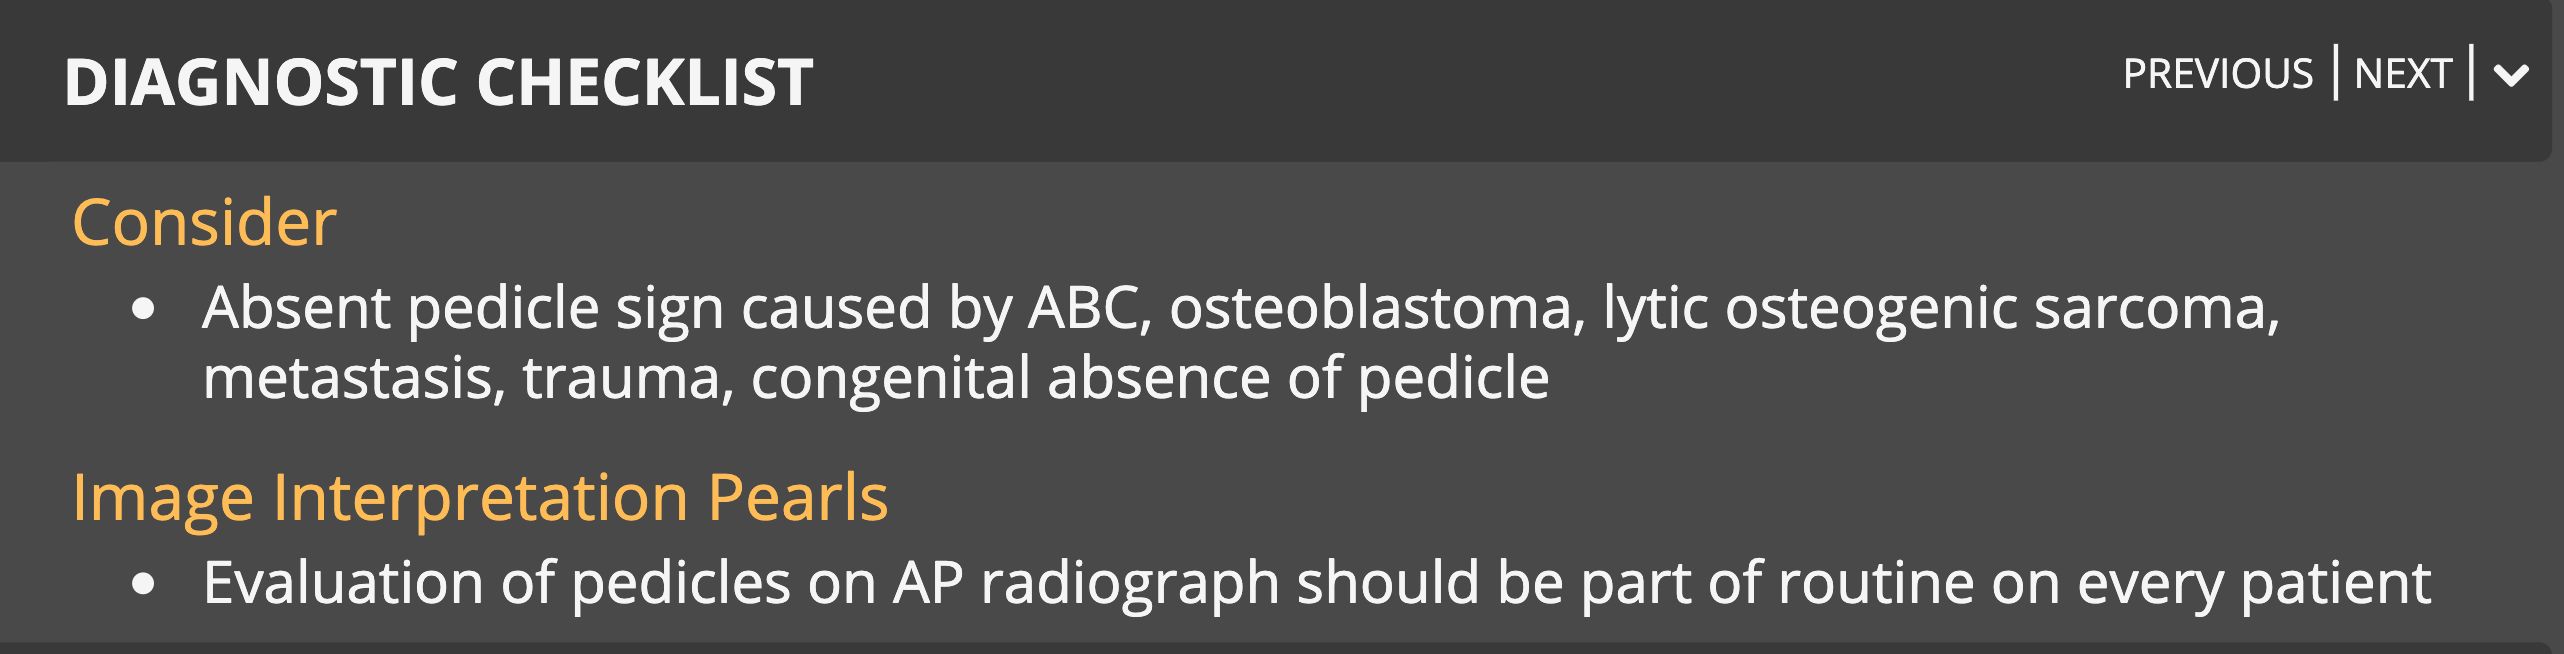 DIAGNOSTIC CHECKLIST
PREVIOUS | NEXT |
Consider
• Absent pedicle sign caused by ABC, osteoblastoma, lytic osteogenic sarcoma,
metastasis, trauma, congenital absence of pedicle
Image Interpretation Pearls
• Evaluation of pedicles on AP radiograph should be part of routine on every patient